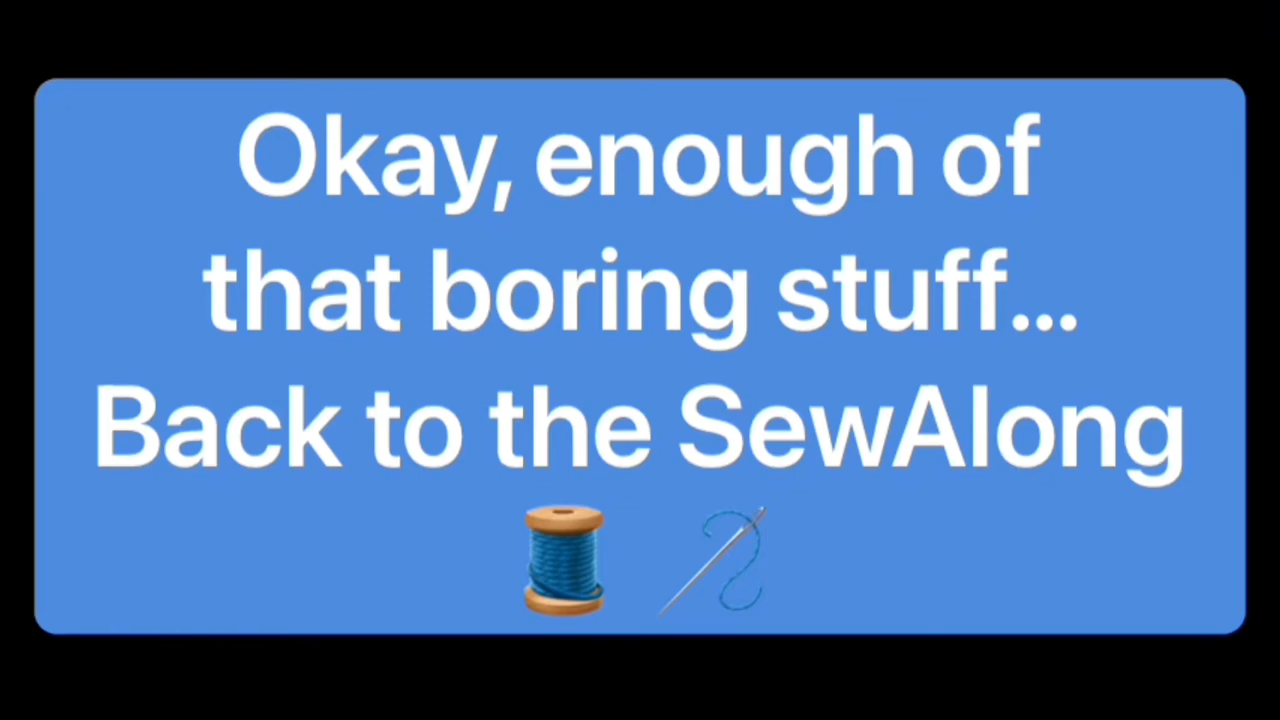 Okay, enough of
that boring stuff...
Back to the SewAlong
🧵 🪡